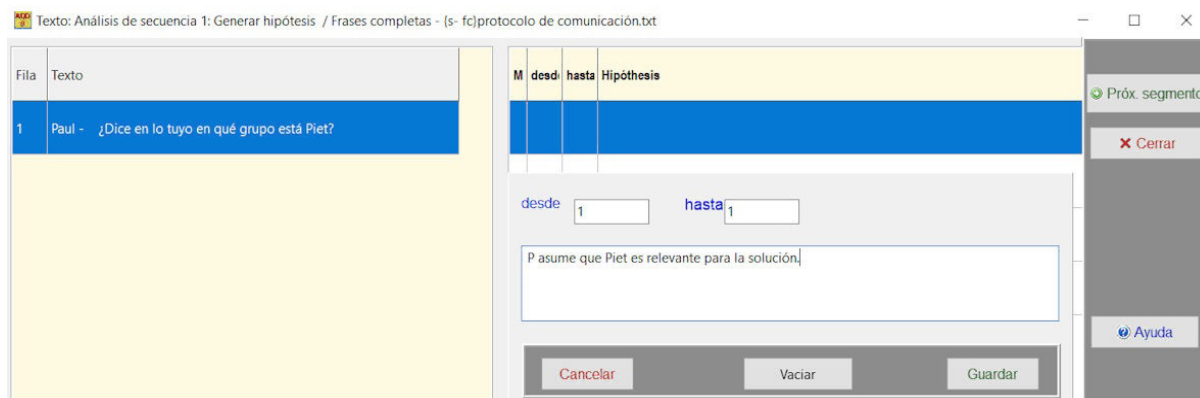 Texto: Análisis de secuencia 1: Generar hipótesis / Frases completas - (s- fc)protocolo de comunicación.txt
Fila Texto
M desd hasta Hipóthesis
1 Paul - ¿Dice en lo tuyo en qué grupo está Piet?
Próx. segmento
Cerrar
desde 1 hasta 1
P asume que Piet es relevante para la solución.
Ayuda
Cancelar Vaciar Guardar